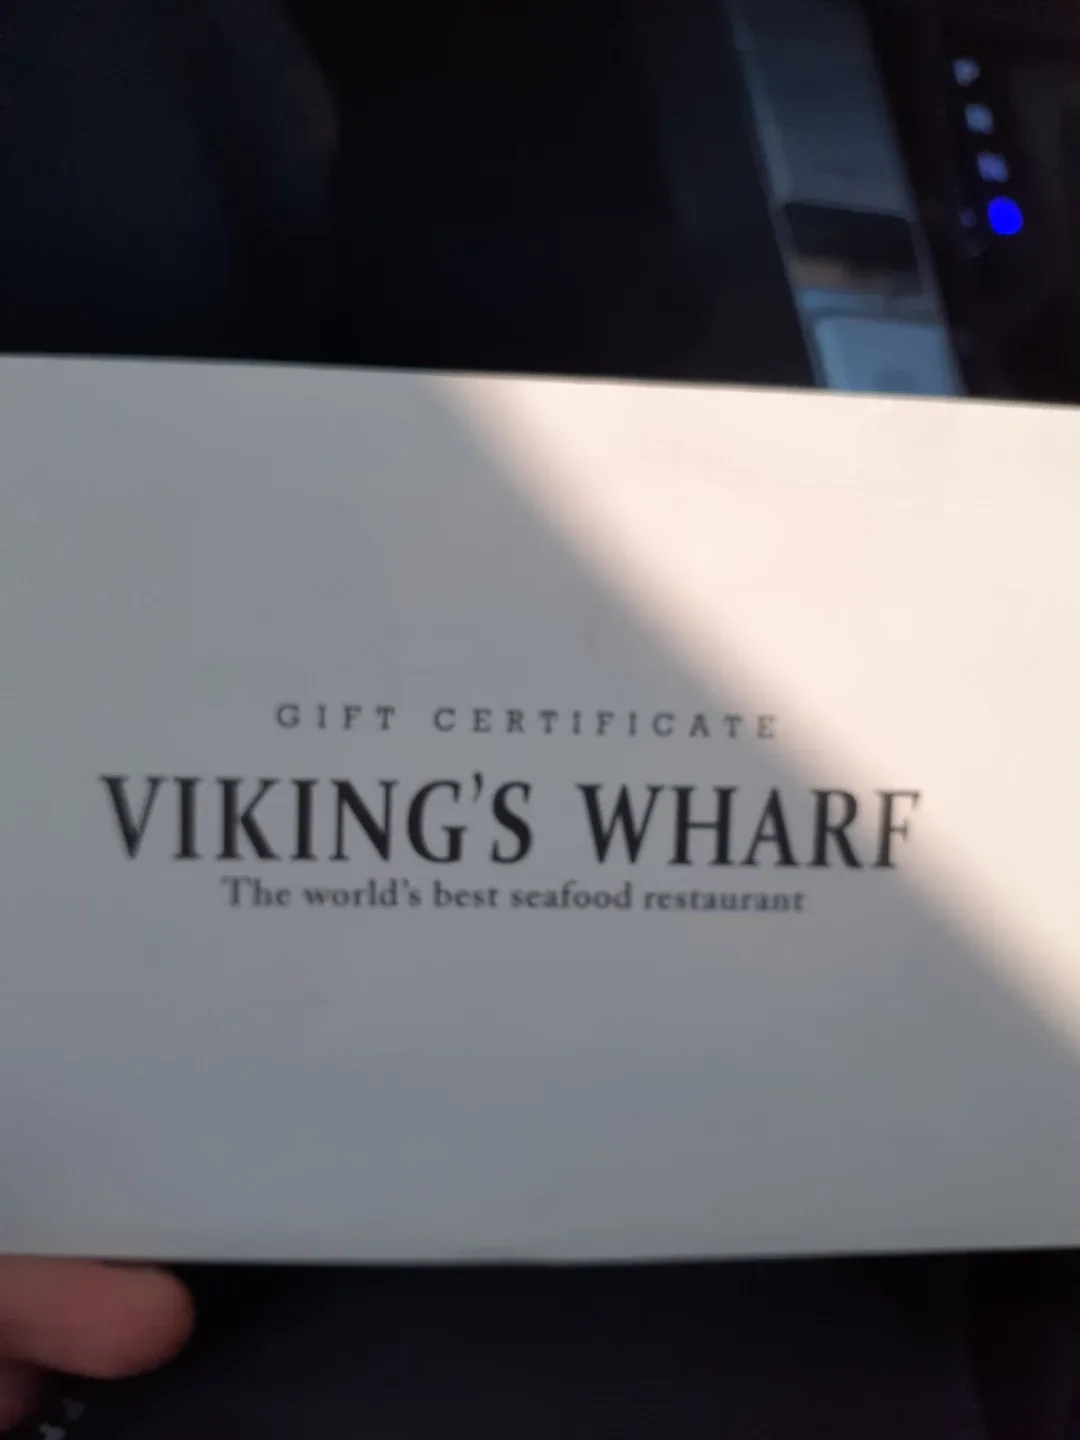 GIFT CERTIFICATE
VIKING'S WHARF
The world's best seafood restaurant